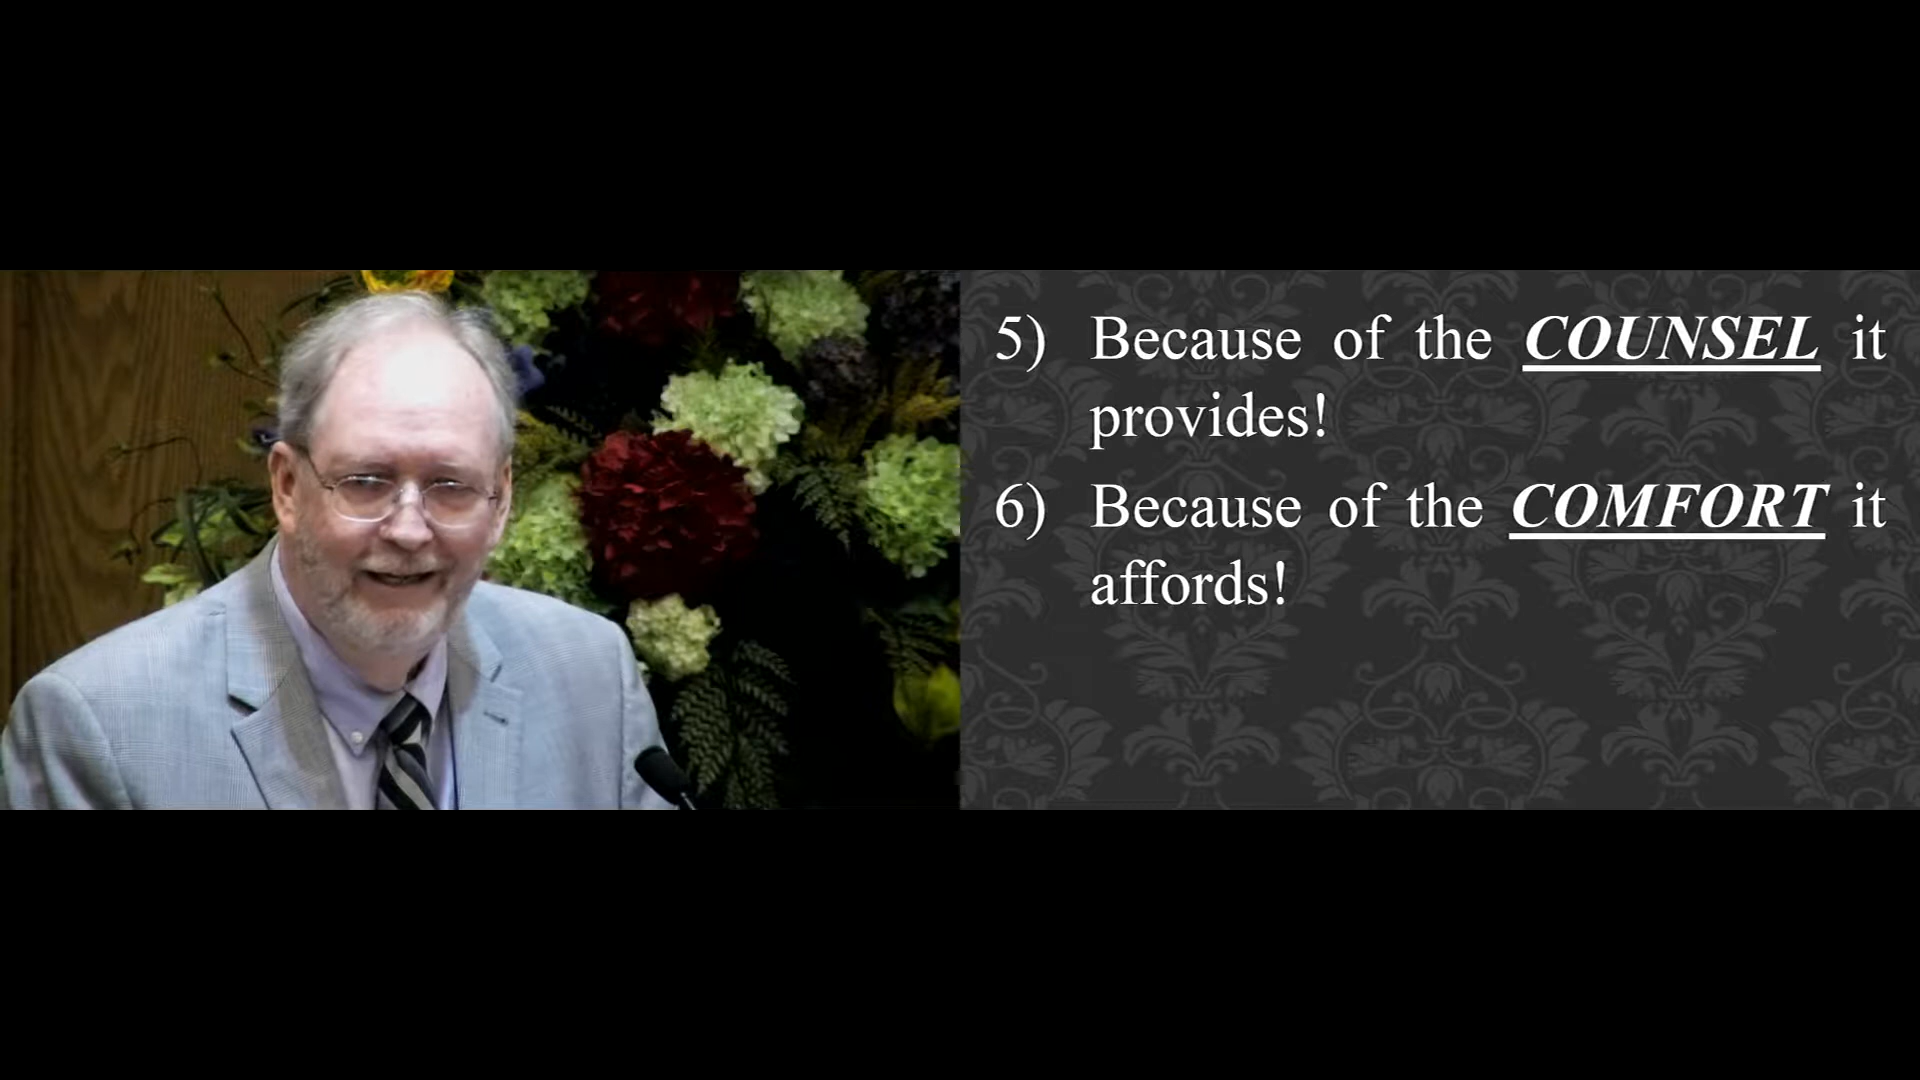 5) Because of the COUNSEL it
provides!
6) Because of the COMFORT it
affords!